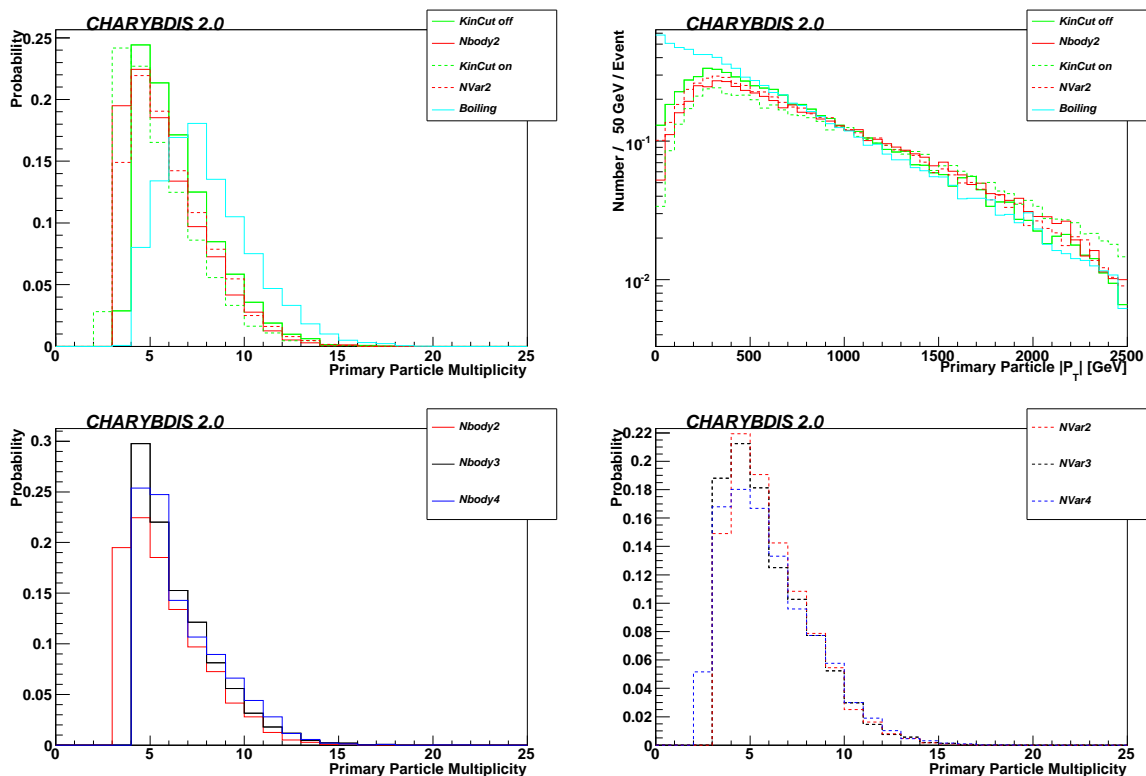 CHARYBDIS 2.0
Probability
0.25
0.2
0.15
0.1
0.05
0
0 5 10 15 20 25
Primary Particle Multiplicity
KinCut off
Nbody2
KinCut on
NVar2
Boiling
CHARYBDIS 2.0
Number / 50 GeV / Event
10-1
10-2
0 500 1000 1500 2000 2500
Primary Particle |PT| [GeV]
KinCut off
Nbody2
KinCut on
NVar2
Boiling
CHARYBDIS 2.0
Probability
0.3
0.25
0.2
0.15
0.1
0.05
0
0 5 10 15 20 25
Primary Particle Multiplicity
Nbody2
Nbody3
Nbody4
CHARYBDIS 2.0
Probability
0.22
0.2
0.18
0.16
0.14
0.12
0.1
0.08
0.06
0.04
0.02
0
0 5 10 15 20 25
Primary Particle Multiplicity
NVar2
NVar3
NVar4